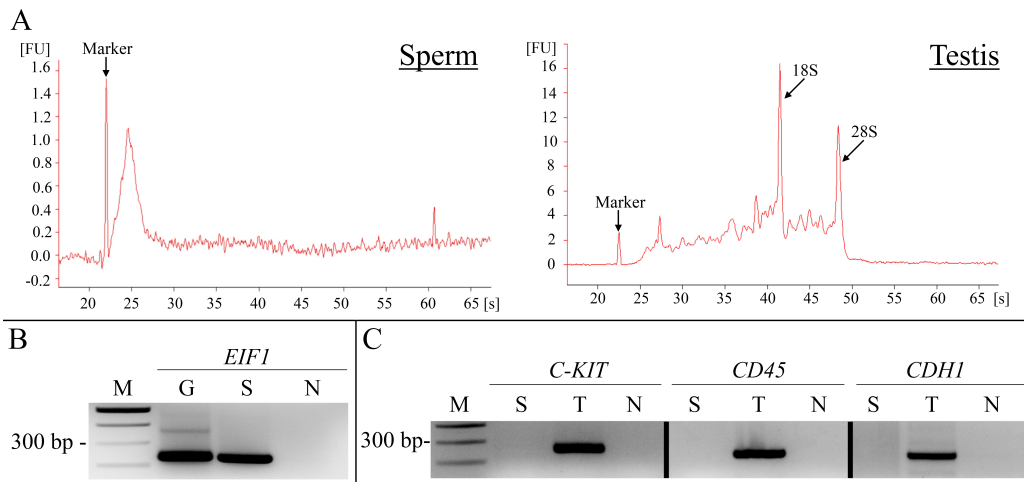 A
[FU]
Marker
Sperm
1.6
1.4
1.0
0.8
0.6
0.4
0.2
0.0
-0.2
20 25 30 35 40 45 50 55 60 65 [s]
[FU]
Testis
16
14
12
10
8
6
4
2
0
18S
28S
Marker
20 25 30 35 40 45 50 55 60 65 [s]
B
EIF1
M G S N
300 bp -
C
C-KIT CD45 CDH1
M S T N S T N S T N
300 bp-